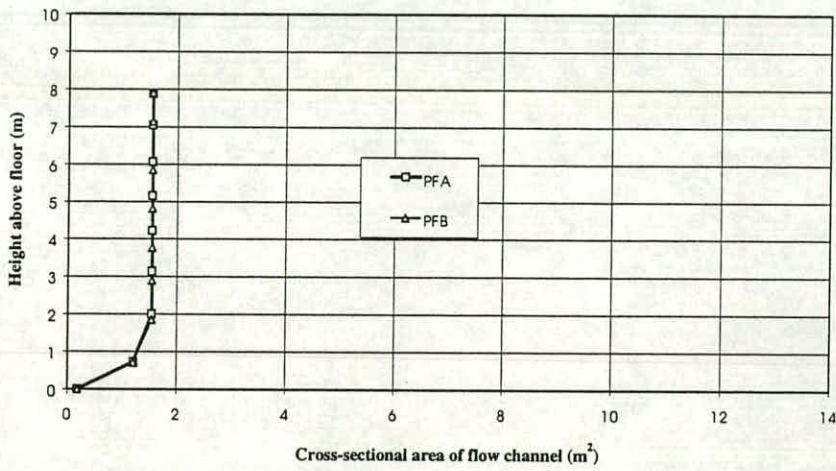 10
9
8
7
6
5
4
3
2
1
0
Height above floor (m)
PFA
PFB
0 2 4 6 8 10 12 14
Cross-sectional area of flow channel (m²)